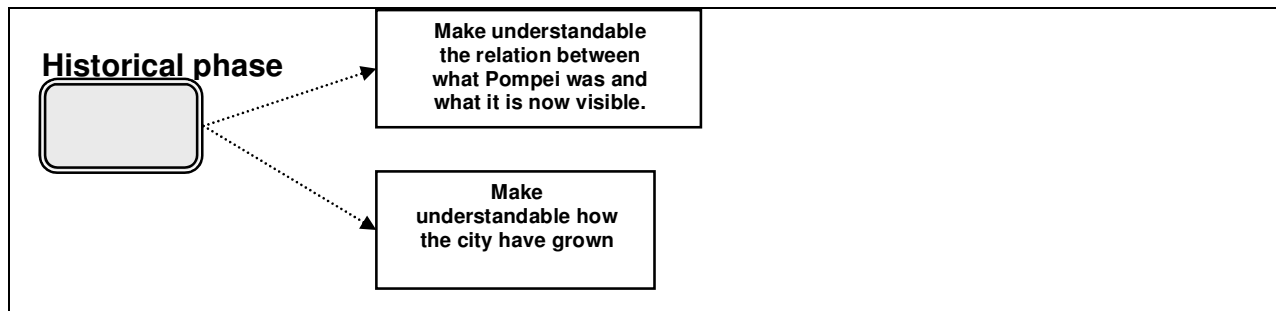 Historical phase
Make understandable
the relation between
what Pompei was and
what it is now visible.
Make
understandable how
the city have grown